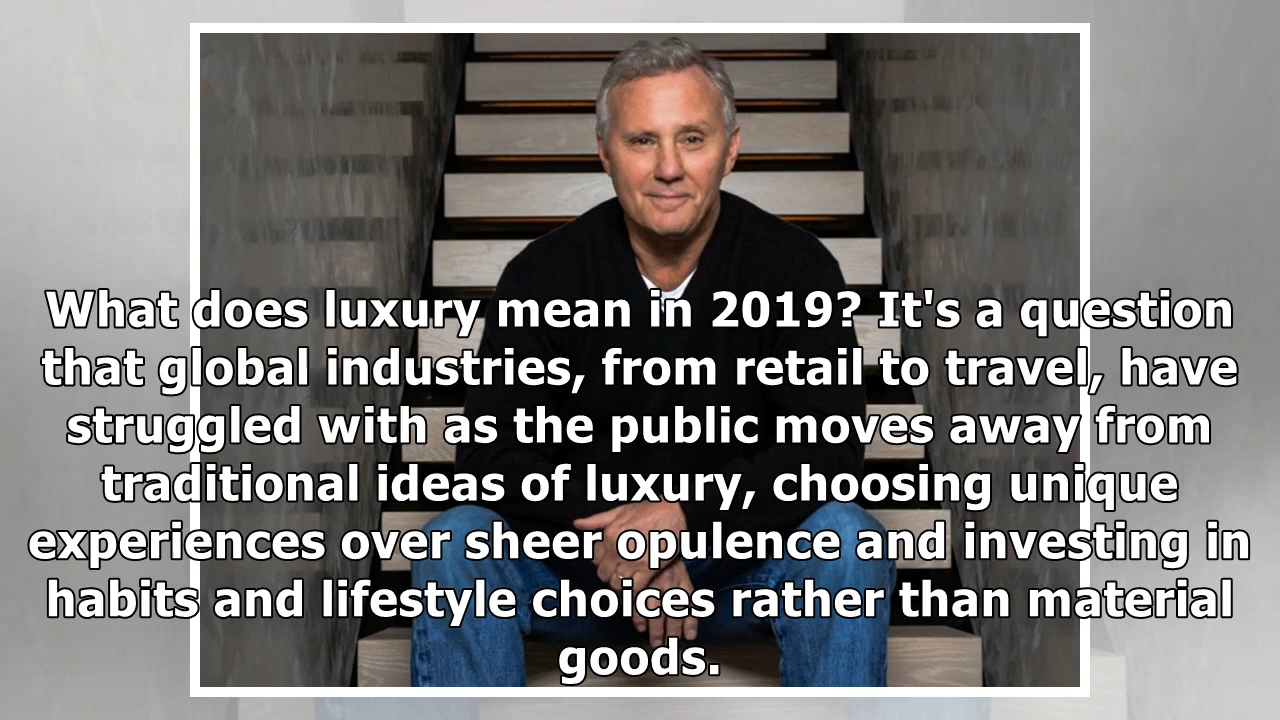 What does luxury mean in 2019? It's a question
that global industries, from retail to travel, have
struggled with as the public moves away from
traditional ideas of luxury, choosing unique
experiences over sheer opulence and investing in
habits and lifestyle choices rather than material
goods.